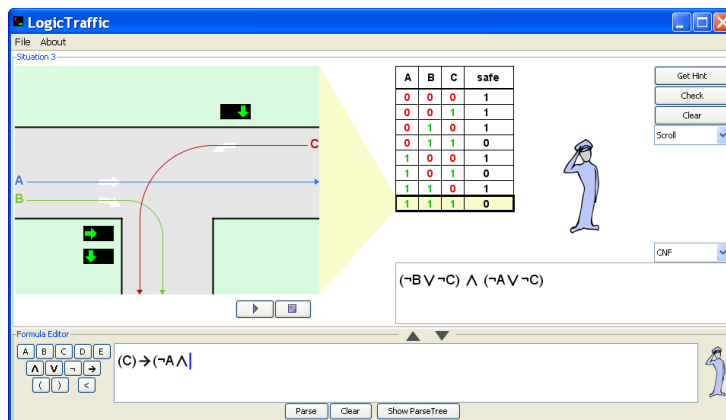 LogicTraffic
File About
Situation 3
A
B
C
A B C safe
0 0 0 1
0 0 1 1
0 1 0 1
0 1 1 0
1 0 0 1
1 0 1 0
1 1 0 1
1 1 1 0
Get Hint
Check
Clear
Scroll
CNF
(¬B∨¬C) ∧ (¬A∨¬C)
Formula Editor
A B C D E
∧ ∨ ¬ →
( ) <
(C)→(¬A∧
Parse Clear Show ParseTree